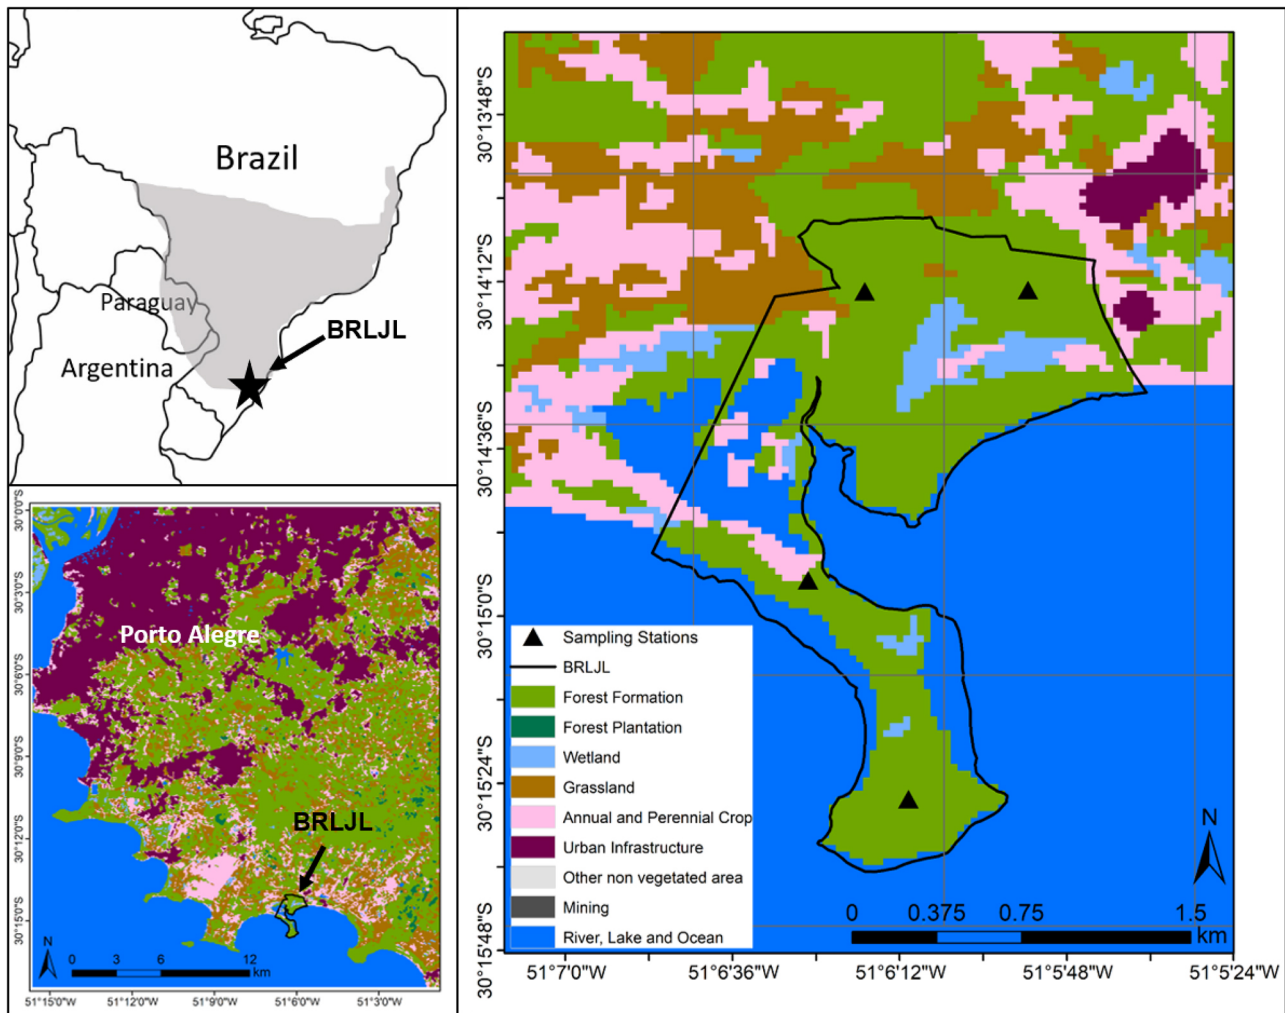 Brazil
Paraguay
Argentina
BRLJL
30°0'0"S
30°3'0"S
30°6'0"S
30°9'0"S
30°12'0"S
30°15'0"S
Porto Alegre
BRLJL
N
0 3 6 12
km
51°15'0"W 51°12'0"W 51°9'0"W 51°6'0"W 51°3'0"W
30°13'48"S
30°14'12"S
30°14'36"S
30°15'0"S
30°15'24"S
30°15'48"S
Sampling Stations
BRLJL
Forest Formation
Forest Plantation
Wetland
Grassland
Annual and Perennial Crop
Urban Infrastructure
Other non vegetated area
Mining
River, Lake and Ocean
N
0 0.375 0.75 1.5
km
51°7'0"W 51°6'36"W 51°6'12"W 51°5'48"W 51°5'24"W